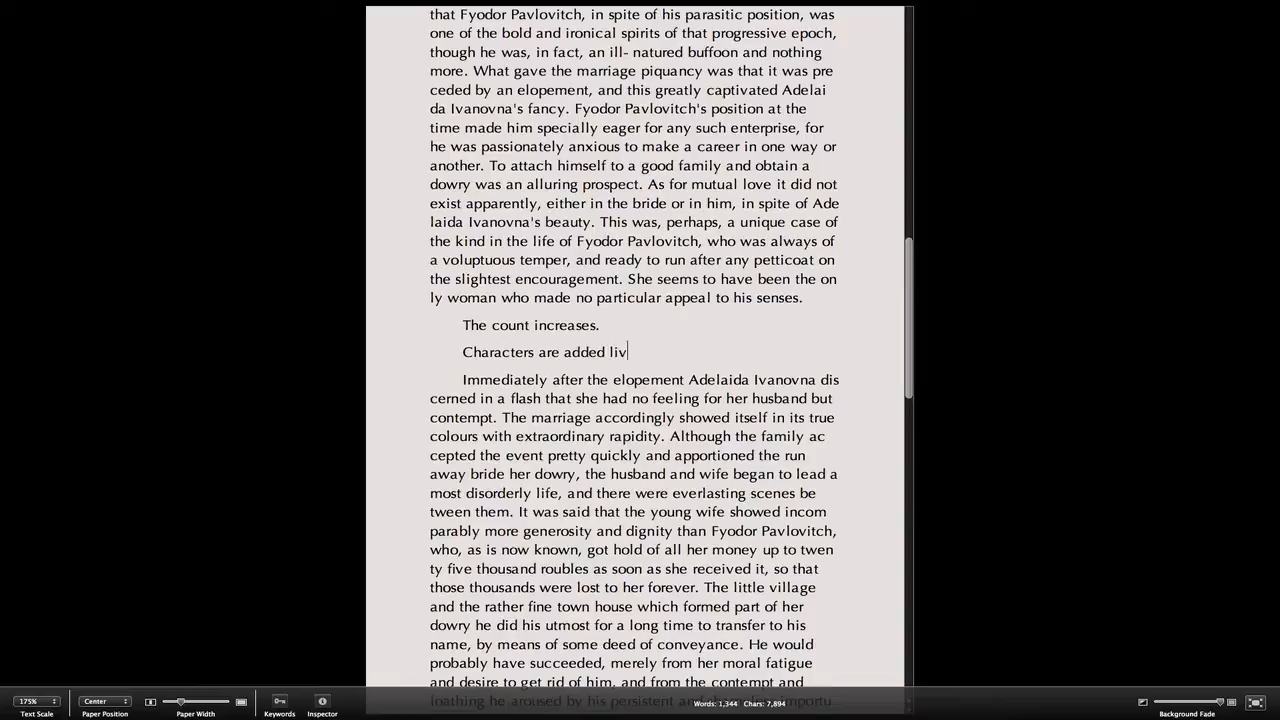 that Fyodor Pavlovitch, in spite of his parasitic position, was
one of the bold and ironical spirits of that progressive epoch,
though he was, in fact, an ill- natured buffoon and nothing
more. What gave the marriage piquancy was that it was pre
ceded by an elopement, and this greatly captivated Adelai
da Ivanovna's fancy. Fyodor Pavlovitch's position at the
time made him specially eager for any such enterprise, for
he was passionately anxious to make a career in one way or
another. To attach himself to a good family and obtain a
dowry was an alluring prospect. As for mutual love it did not
exist apparently, either in the bride or in him, in spite of Ade
laida Ivanovna's beauty. This was, perhaps, a unique case of
the kind in the life of Fyodor Pavlovitch, who was always of
a voluptuous temper, and ready to run after any petticoat on
the slightest encouragement. She seems to have been the on
ly woman who made no particular appeal to his senses.
The count increases.
Characters are added liv
Immediately after the elopement Adelaida Ivanovna dis
cerned in a flash that she had no feeling for her husband but
contempt. The marriage accordingly showed itself in its true
colours with extraordinary rapidity. Although the family ac
cepted the event pretty quickly and apportioned the run
away bride her dowry, the husband and wife began to lead a
most disorderly life, and there were everlasting scenes be
tween them. It was said that the young wife showed incom
parably more generosity and dignity than Fyodor Pavlovitch,
who, as is now known, got hold of all her money up to twen
ty five thousand roubles as soon as she received it, so that
those thousands were lost to her forever. The little village
and the rather fine town house which formed part of her
dowry he did his utmost for a long time to transfer to his
name, by means of some deed of conveyance. He would
probably have succeeded, merely from her moral fatigue
and desire to get rid of him, and from the contempt and
loathing he aroused by his persistent and
Words: 1,344 Chars: 7,894
175% Center
Text Scale Paper Position Paper Width Keywords Inspector Background Fade